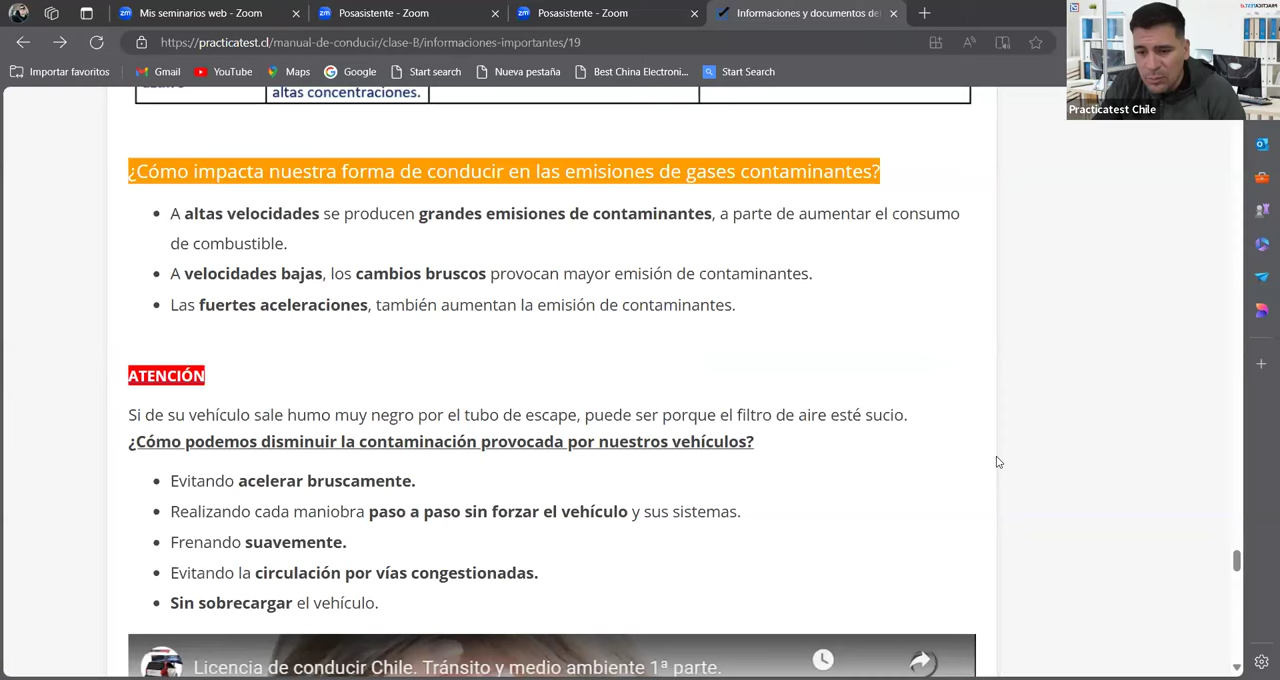 Mis seminarios web - Zoom
Posasistente - Zoom
Posasistente - Zoom
Informaciones y documentos del
https://practicatest.cl/manual-de-conducir/clase-B/informaciones-importantes/19
Importar favoritos
Gmail
YouTube
Maps
Google
Start search
Nueva pestaña
Best China Electroni...
Start Search
Practicatest Chile
altas concentraciones.
¿Cómo impacta nuestra forma de conducir en las emisiones de gases contaminantes?
• A altas velocidades se producen grandes emisiones de contaminantes, a parte de aumentar el consumo
de combustible.
• A velocidades bajas, los cambios bruscos provocan mayor emisión de contaminantes.
• Las fuertes aceleraciones, también aumentan la emisión de contaminantes.
ATENCIÓN
Si de su vehículo sale humo muy negro por el tubo de escape, puede ser porque el filtro de aire esté sucio.
¿Cómo podemos disminuir la contaminación provocada por nuestros vehículos?
• Evitando acelerar bruscamente.
• Realizando cada maniobra paso a paso sin forzar el vehículo y sus sistemas.
• Frenando suavemente.
• Evitando la circulación por vías congestionadas.
• Sin sobrecargar el vehículo.
Licencia de conducir Chile. Tránsito y medio ambiente 1ª parte.